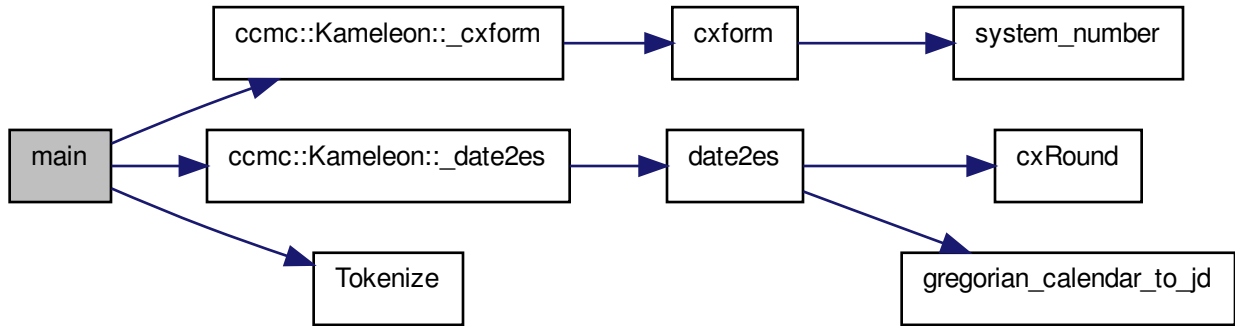 ccmc::Kameleon::_cxform
cxform
system_number
main
ccmc::Kameleon::_date2es
date2es
cxRound
Tokenize
gregorian_calendar_to_jd